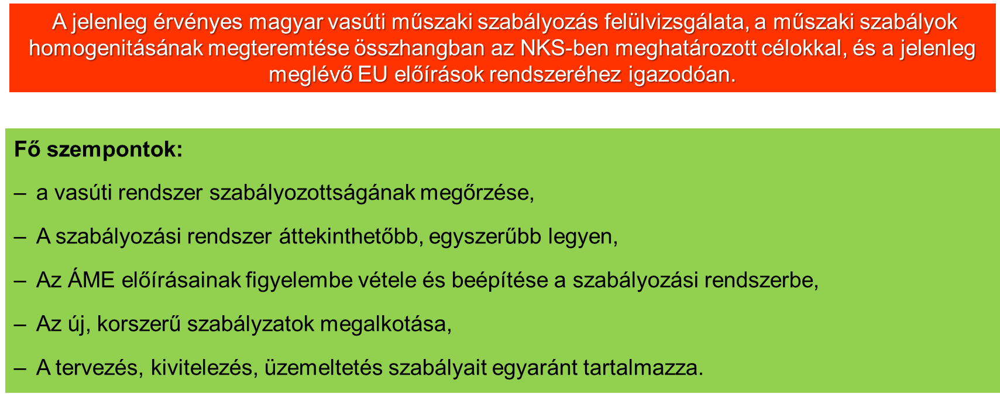 A jelenleg érvényes magyar vasúti műszaki szabályozás felülvizsgálata, a műszaki szabályok
homogenitásának megteremtése összhangban az NKS-ben meghatározott célokkal, és a jelenleg
meglévő EU előírások rendszeréhez igazodóan.
Fő szempontok:
– a vasúti rendszer szabályozottságának megőrzése,
– A szabályozási rendszer áttekinthetőbb, egyszerűbb legyen,
– Az ÁME előírásainak figyelembe vétele és beépítése a szabályozási rendszerbe,
– Az új, korszerű szabályzatok megalkotása,
– A tervezés, kivitelezés, üzemeltetés szabályait egyaránt tartalmazza.